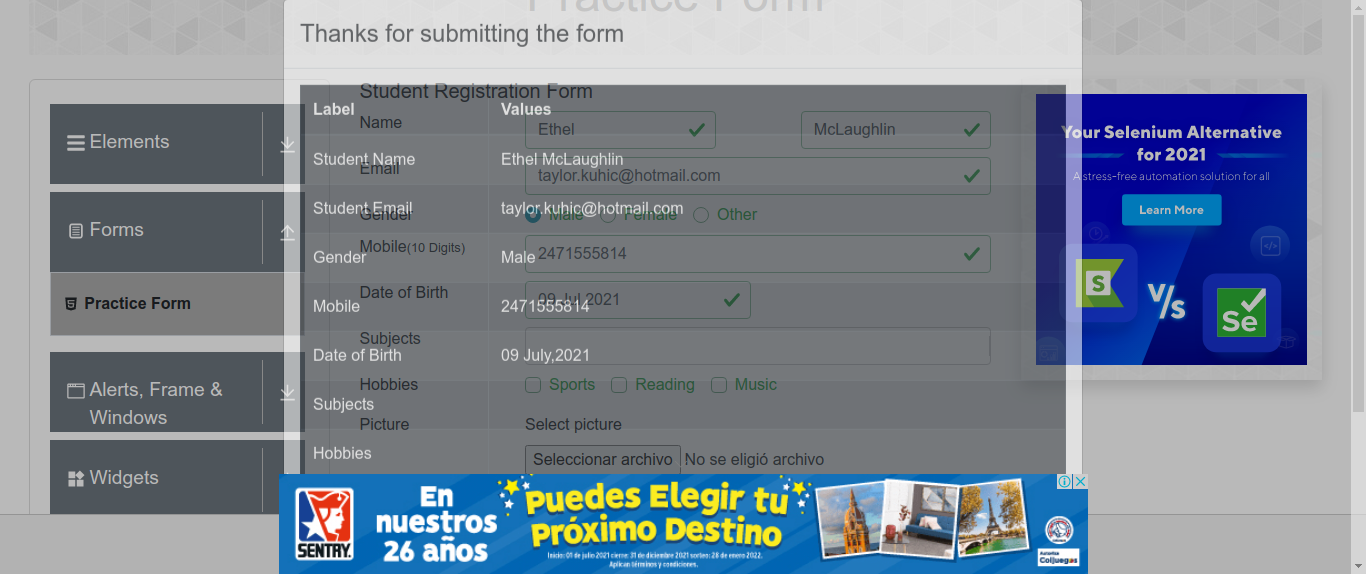 Practice Form
Thanks for submitting the form
Student Registration Form
Label Values
Name Ethel McLaughlin
Elements
Student Name Ethel McLaughlin
Email taylor.kuhic@hotmail.com
Student Email taylor.kuhic@hotmail.com
Gender Male Female Other
Forms
Mobile(10 Digits) 2471555814
Gender Male
Date of Birth 09 Jul 2021
Practice Form
Mobile 2471555814
Subjects
Date of Birth 09 July,2021
Hobbies Sports Reading Music
Alerts, Frame &
Windows
Subjects
Picture Select picture
Hobbies
Seleccionar archivo No se eligió archivo
Widgets
Your Selenium Alternative
for 2021
A stress-free automation solution for all
Learn More
S
V/s
Se
SENTRY.
En
nuestros
26 años
Puedes Elegir tu
Próximo Destino
Inicio: 01 de julio 2021 cierre: 31 de diciembre 2021 sorteo: 28 de enero 2022.
Aplican términos y condiciones.
Autoriza
Coljuegos